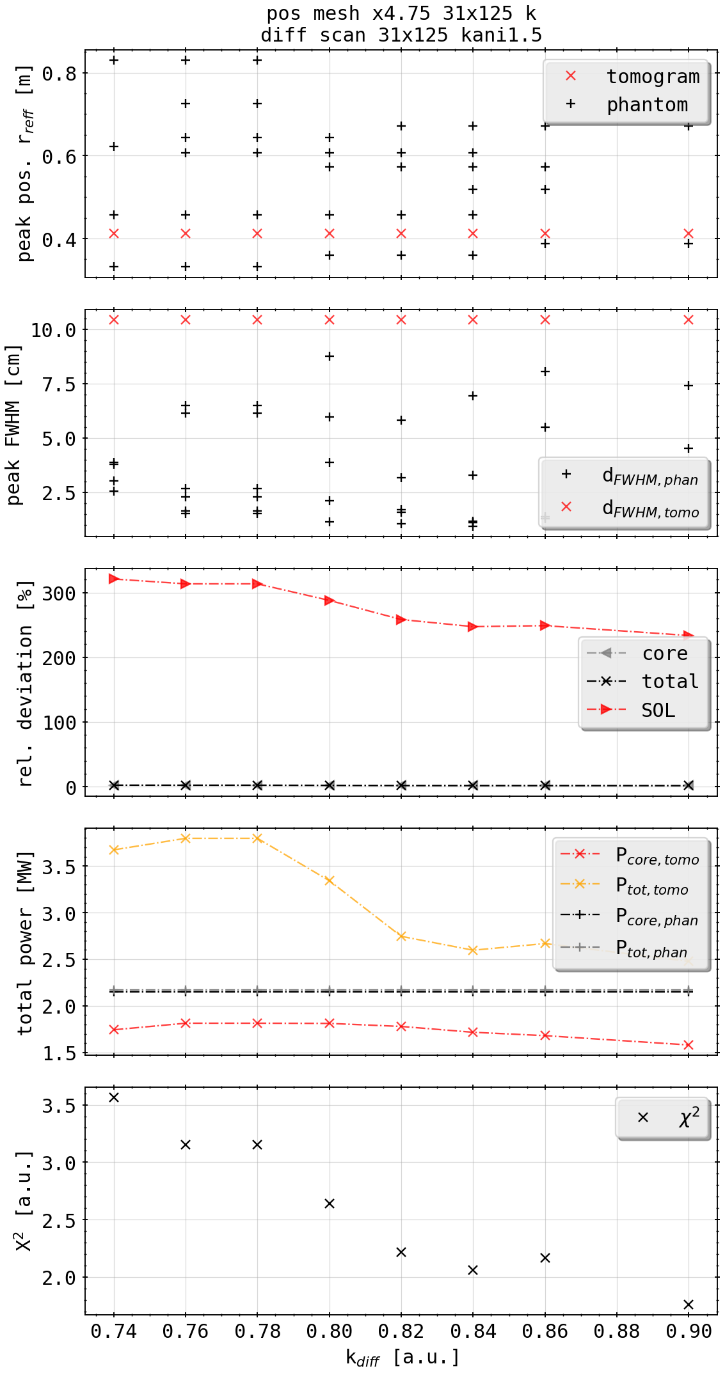 pos mesh x4.75 31x125 k
diff scan 31x125 kani1.5
peak pos. r_reff [m]
0.8
0.6
0.4
tomogram
phantom
peak FWHM [cm]
10.0
7.5
5.0
2.5
d_FWHM,phan
d_FWHM,tomo
rel. deviation [%]
300
200
100
0
core
total
SOL
total power [MW]
3.5
3.0
2.5
2.0
1.5
P_core,tomo
P_tot,tomo
P_core,phan
P_tot,phan
X² [a.u.]
3.5
3.0
2.5
2.0
χ²
0.74 0.76 0.78 0.80 0.82 0.84 0.86 0.88 0.90
k_diff [a.u.]